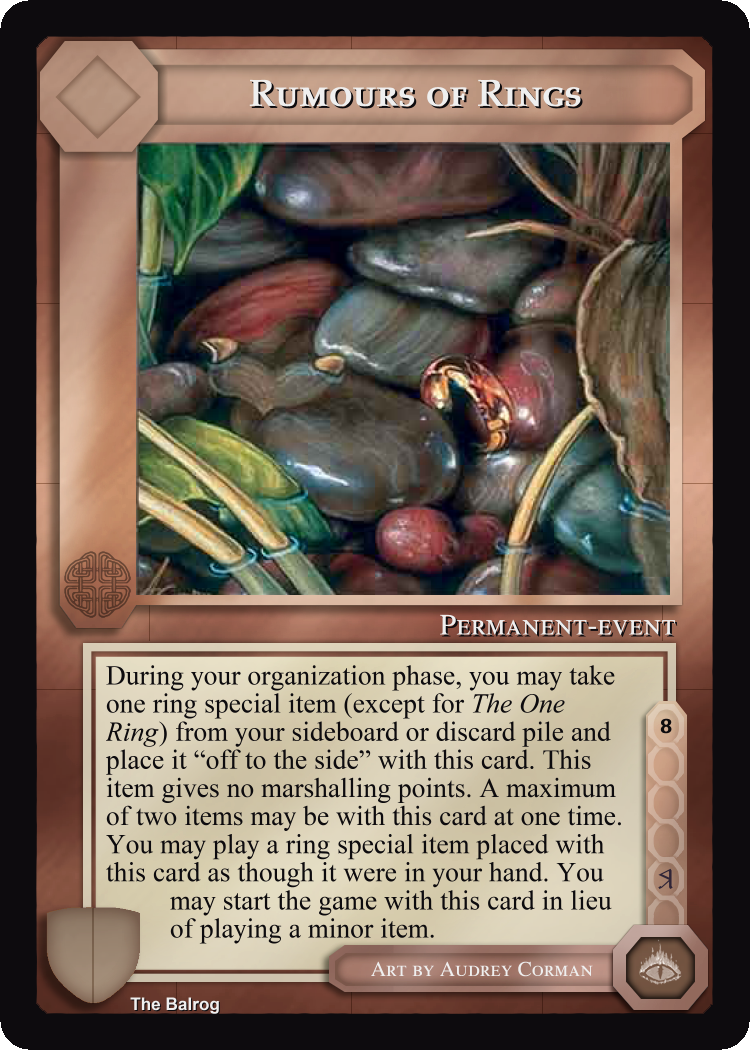 Rumours of Rings
Permanent-event
During your organization phase, you may take
one ring special item (except for The One
Ring) from your sideboard or discard pile and
place it “off to the side” with this card. This
item gives no marshalling points. A maximum
of two items may be with this card at one time.
You may play a ring special item placed with
this card as though it were in your hand. You
may start the game with this card in lieu
of playing a minor item.
8
Art by Audrey Corman
The Balrog